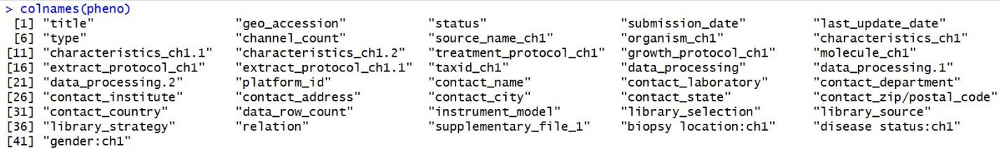 > colnames(pheno)
 [1] "title"                 "geo_accession"         "status"                "submission_date"       "last_update_date"
 [6] "type"                  "channel_count"         "source_name_ch1"       "organism_ch1"          "characteristics_ch1"
[11] "characteristics_ch1.1" "characteristics_ch1.2" "treatment_protocol_ch1" "growth_protocol_ch1"   "molecule_ch1"
[16] "extract_protocol_ch1"  "extract_protocol_ch1.1" "taxid_ch1"             "data_processing"       "data_processing.1"
[21] "data_processing.2"     "platform_id"           "contact_name"          "contact_laboratory"    "contact_department"
[26] "contact_institute"     "contact_address"       "contact_city"          "contact_state"         "contact_zip/postal_code"
[31] "contact_country"       "data_row_count"        "instrument_model"      "library_selection"     "library_source"
[36] "library_strategy"      "relation"              "supplementary_file_1"  "biopsy location:ch1"   "disease status:ch1"
[41] "gender:ch1"